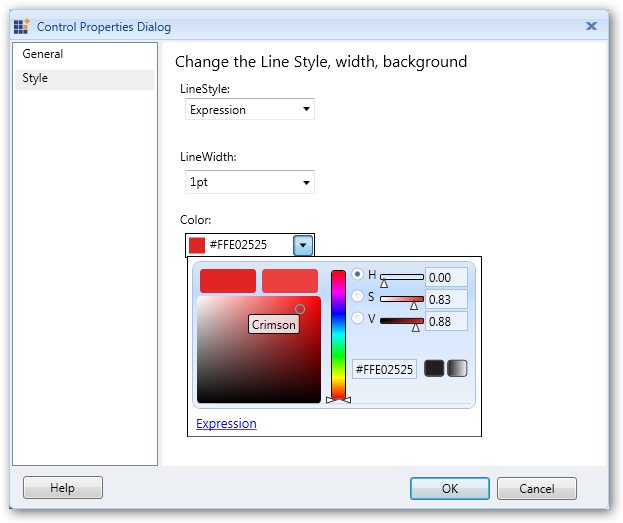 Control Properties Dialog
General
Style
Change the Line Style, width, background
LineStyle:
Expression
LineWidth:
1pt
Color:
#FFE02525
H 0.00
S 0.83
V 0.88
Crimson
#FFE02525
Expression
Help
OK
Cancel